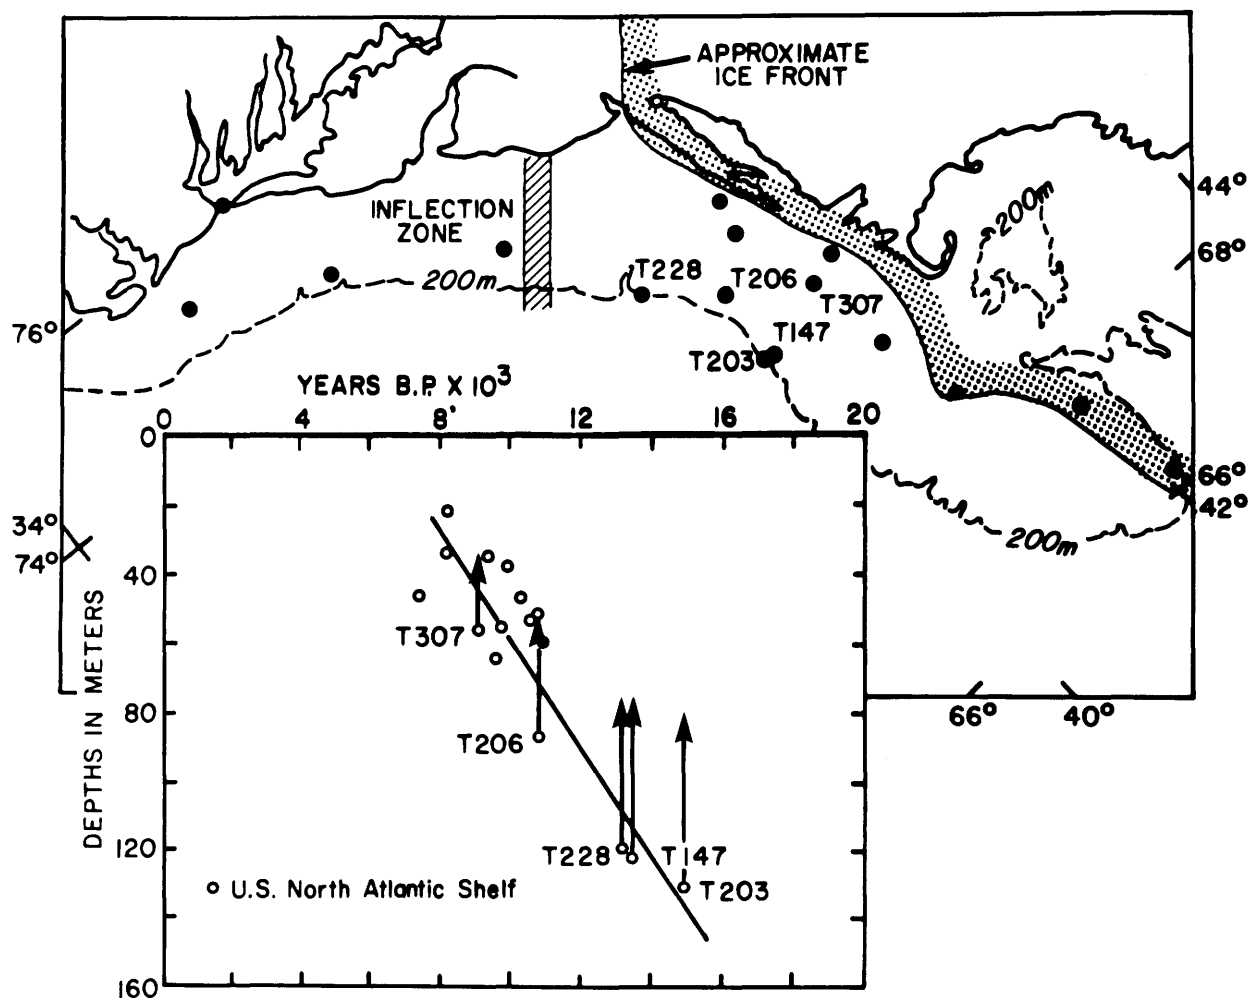 APPROXIMATE
ICE FRONT
44°
INFLECTION
ZONE
200m
68°
T228
T206
200m
T307
76°
T147
T203
YEARS B.P. X 10³
0 8' 12 16 20
0
66°
42°
34°
74°
200m
40
DEPTHS IN METERS
T307
80
T206
66° 40°
120
T228
T147
U.S. North Atlantic Shelf
T203
160